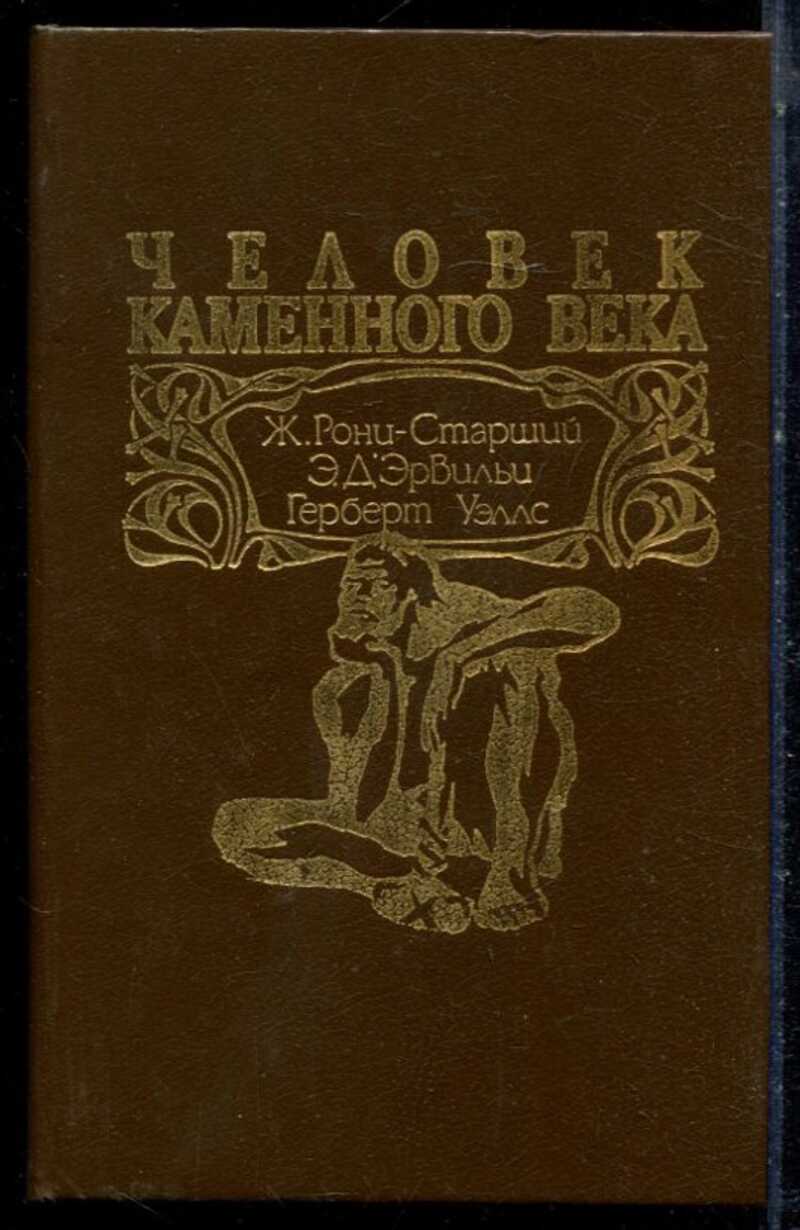 ЧЕЛОВЕК
КАМЕННОГО ВЕКА
Ж. Рони-Старший
Э.Д'Эрвильи
Герберт Уэллс